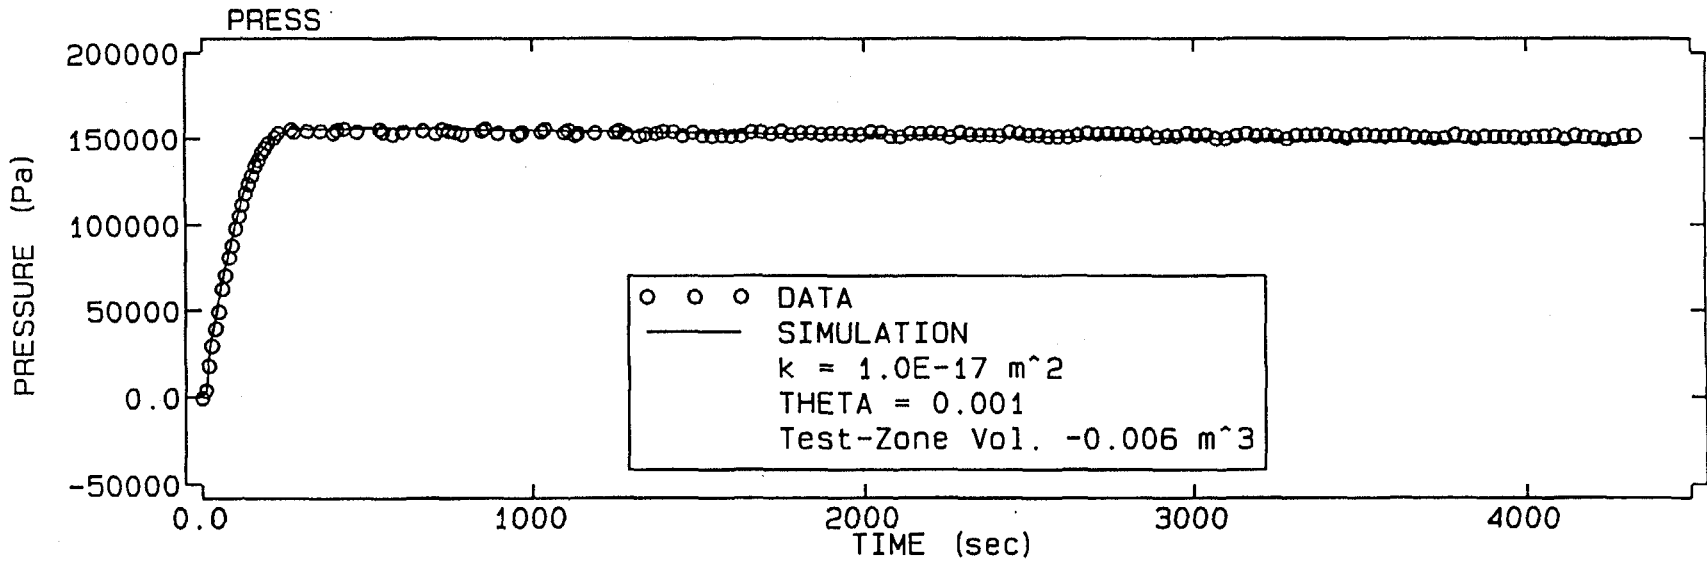 PRESS
200000
150000
100000
50000
0.0
-50000
PRESSURE (Pa)
DATA
SIMULATION
k = 1.0E-17 m^2
THETA = 0.001
Test-Zone Vol. -0.006 m^3
0.0 1000 2000 3000 4000
TIME (sec)